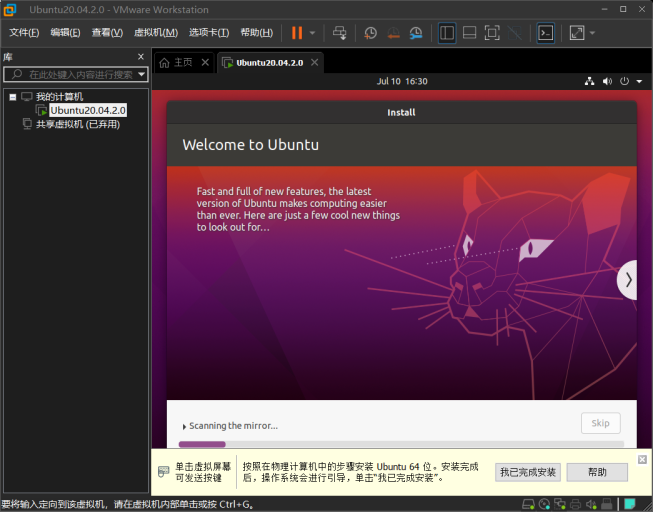 Ubuntu20.04.2.0 - VMware Workstation
文件(F) 编辑(E) 查看(V) 虚拟机(M) 选项卡(T) 帮助(H)
库
在此处键入内容进行搜索
我的计算机
Ubuntu20.04.2.0
共享虚拟机 (已弃用)
主页 Ubuntu20.04.2.0
Jul 10 16:30
Install
Welcome to Ubuntu
Fast and full of new features, the latest
version of Ubuntu makes computing easier
than ever. Here are just a few cool new things
to look out for…
Scanning the mirror...
Skip
单击虚拟屏幕
可发送按键
按照在物理计算机中的步骤安装 Ubuntu 64 位。安装完成
后，操作系统会进行引导，单击“我已完成安装”。
我已完成安装
帮助
要将输入定向到该虚拟机，请在虚拟机内部单击或按 Ctrl+G。